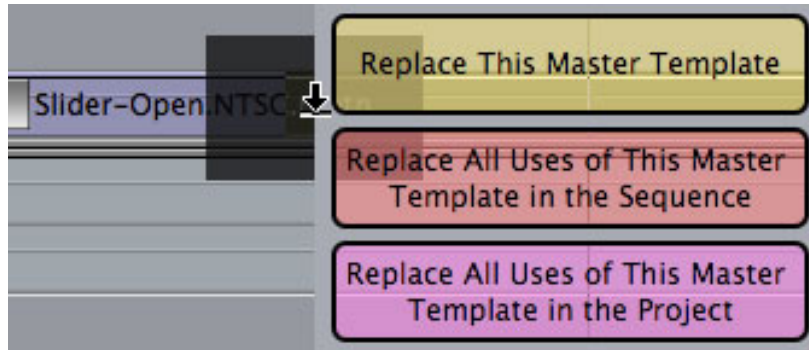 Replace This Master Template
Slider-Open.NTSC
Replace All Uses of This Master
Template in the Sequence
Replace All Uses of This Master
Template in the Project